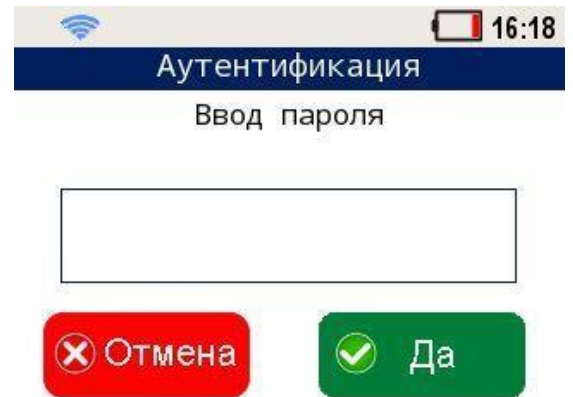 16:18
Аутентификация
Ввод пароля
Отмена
Да